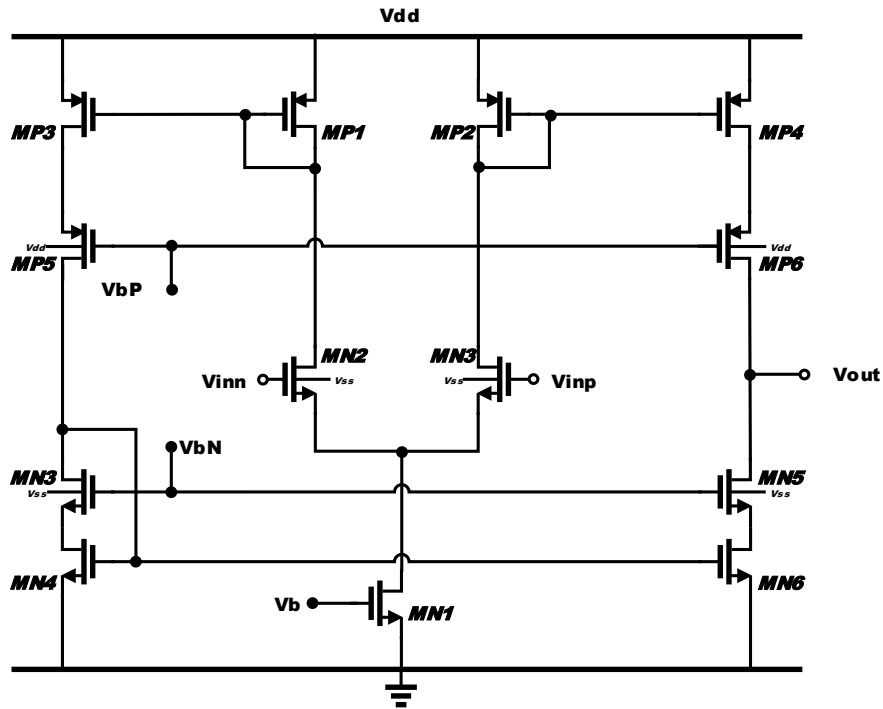 Vdd
MP3 MP1 MP2 MP4
Vdd Vdd
MP5 MP6
VbP
MN2 MN3
Vinn Vss Vss Vinp Vout
VbN
MN3 MN5
Vss Vss
MN4 MN6
Vb MN1